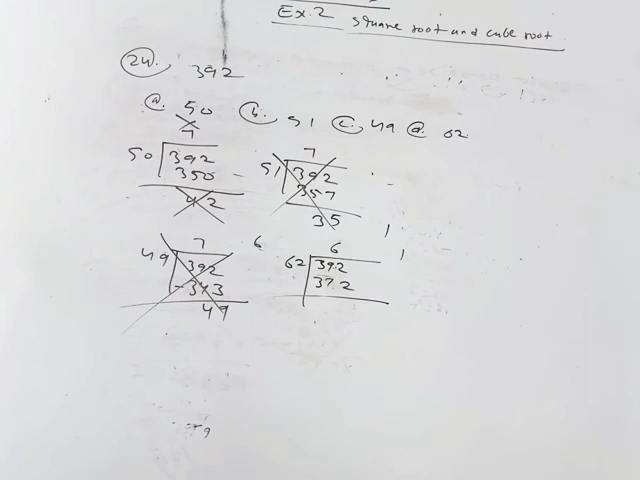 Ex.2 square root and cube root
24. 392
a. 50 b. 51 c. 49 d. 62
7 7
50 392 51 392
350 357
42 35
7 6 6
49 392 62 392
-343 372
49